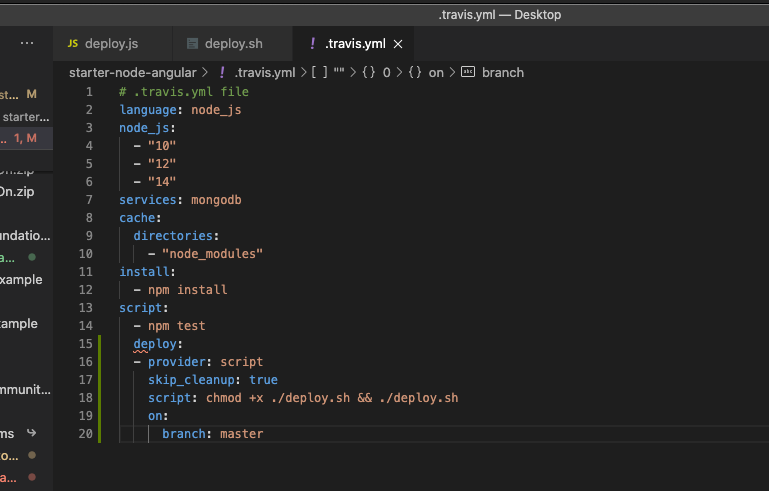 .travis.yml — Desktop
... JS deploy.js deploy.sh ! .travis.yml ×
starter-node-angular > ! .travis.yml > [ ] "" > {} 0 > {} on > abc branch
st... M
starter...
... 1, M
On.zip
On.zip
undatio...
a...
xample
ample
mmunit...
ms
o...
a...
1 # .travis.yml file
2 language: node_js
3 node_js:
4 - "10"
5 - "12"
6 - "14"
7 services: mongodb
8 cache:
9 directories:
10 - "node_modules"
11 install:
12 - npm install
13 script:
14 - npm test
15 deploy:
16 - provider: script
17 skip_cleanup: true
18 script: chmod +x ./deploy.sh && ./deploy.sh
19 on:
20 branch: master